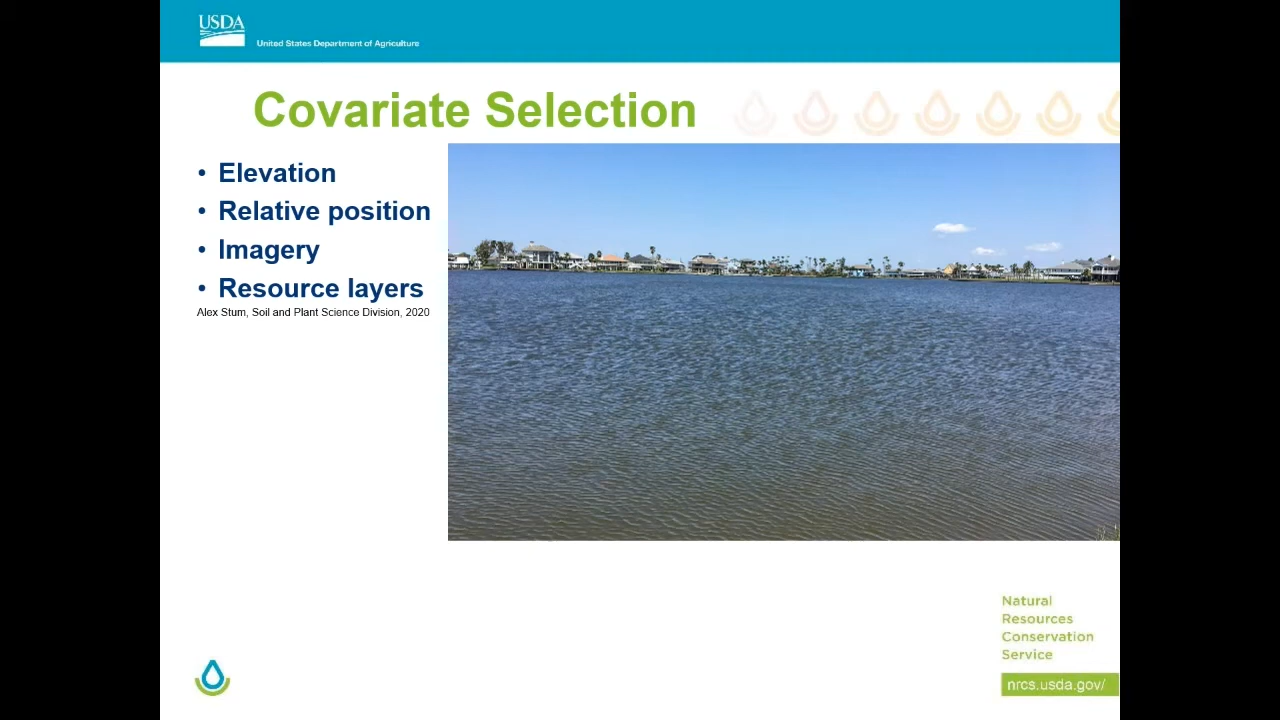 USDA
United States Department of Agriculture
Covariate Selection
• Elevation
• Relative position
• Imagery
• Resource layers
Alex Stum, Soil and Plant Science Division, 2020
Natural
Resources
Conservation
Service
nrcs.usda.gov/